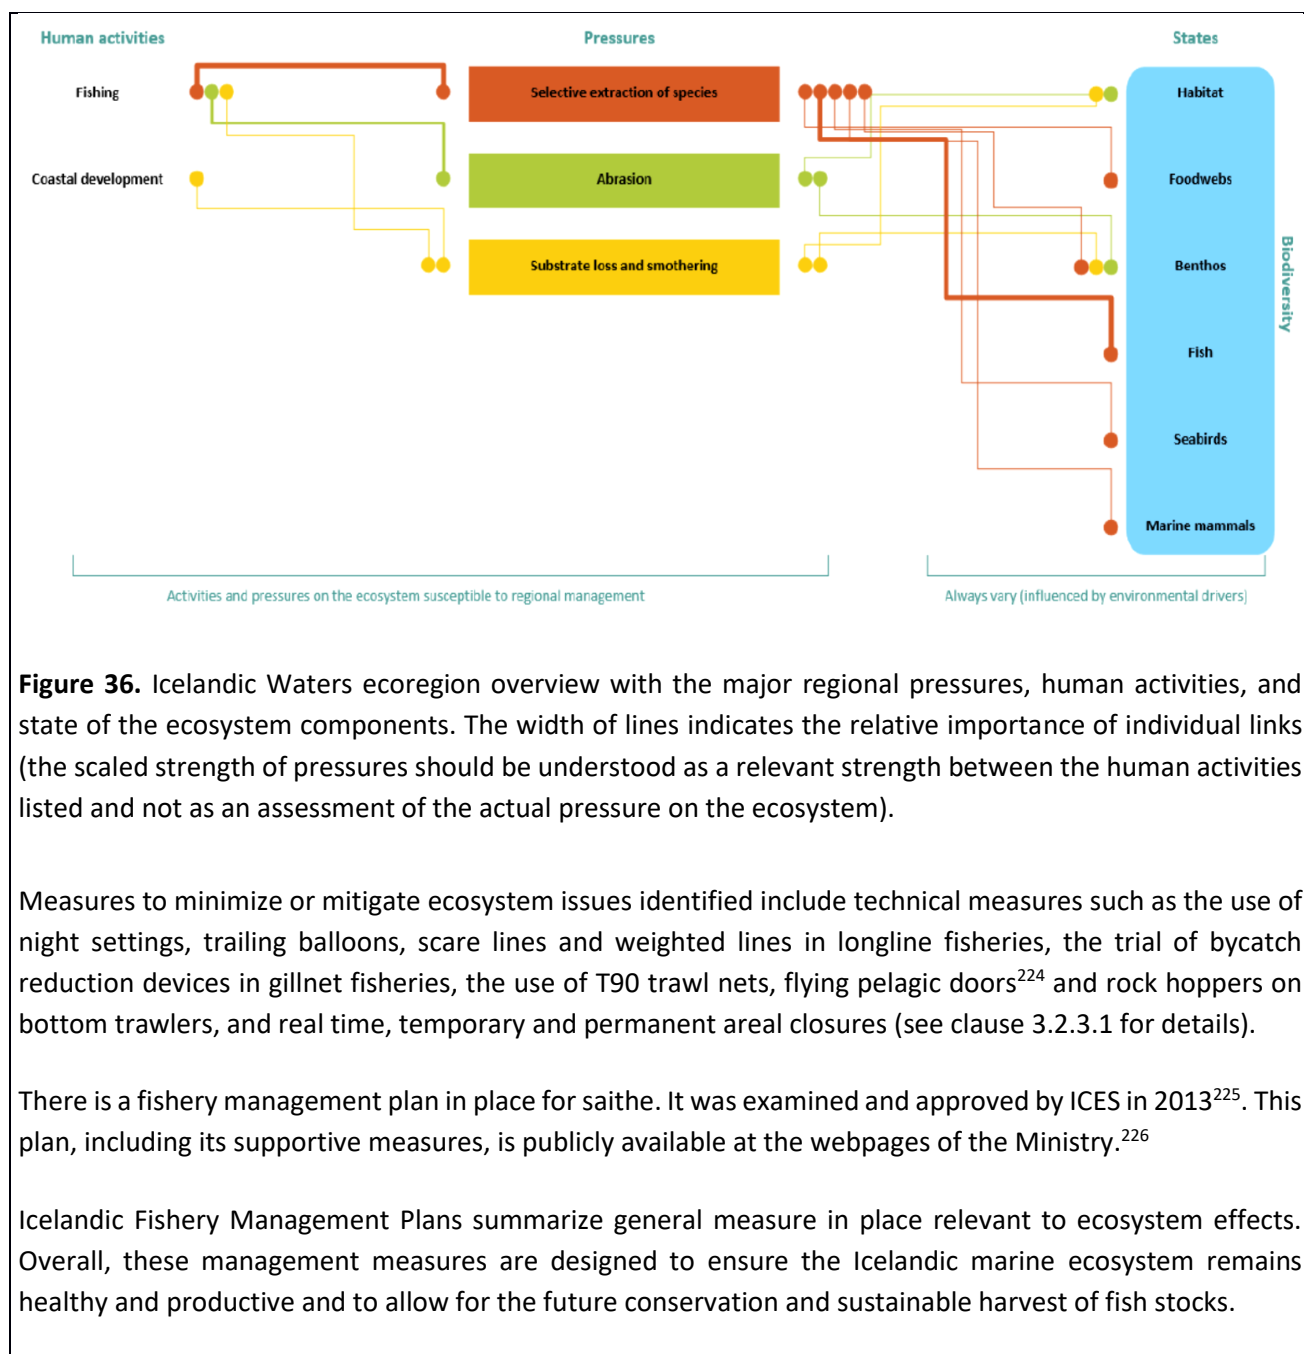 Human activities
Pressures
States
Fishing
Selective extraction of species
Habitat
Coastal development
Abrasion
Foodwebs
Substrate loss and smothering
Benthos
Biodiversity
Fish
Seabirds
Marine mammals
Activities and pressures on the ecosystem susceptible to regional management
Always vary (influenced by environmental drivers)
Figure 36. Icelandic Waters ecoregion overview with the major regional pressures, human activities, and
state of the ecosystem components. The width of lines indicates the relative importance of individual links
(the scaled strength of pressures should be understood as a relevant strength between the human activities
listed and not as an assessment of the actual pressure on the ecosystem).
Measures to minimize or mitigate ecosystem issues identified include technical measures such as the use of
night settings, trailing balloons, scare lines and weighted lines in longline fisheries, the trial of bycatch
reduction devices in gillnet fisheries, the use of T90 trawl nets, flying pelagic doors224 and rock hoppers on
bottom trawlers, and real time, temporary and permanent areal closures (see clause 3.2.3.1 for details).
There is a fishery management plan in place for saithe. It was examined and approved by ICES in 2013225. This
plan, including its supportive measures, is publicly available at the webpages of the Ministry.226
Icelandic Fishery Management Plans summarize general measure in place relevant to ecosystem effects.
Overall, these management measures are designed to ensure the Icelandic marine ecosystem remains
healthy and productive and to allow for the future conservation and sustainable harvest of fish stocks.